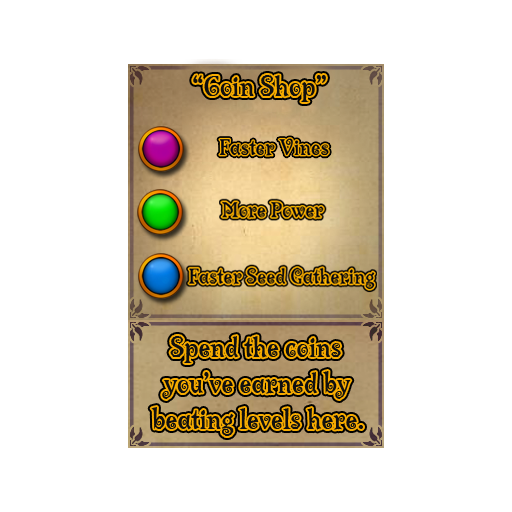 “Coin Shop”
Faster Vines
More Power
Faster Seed Gathering
Spend the coins
you've earned by
beating levels here.